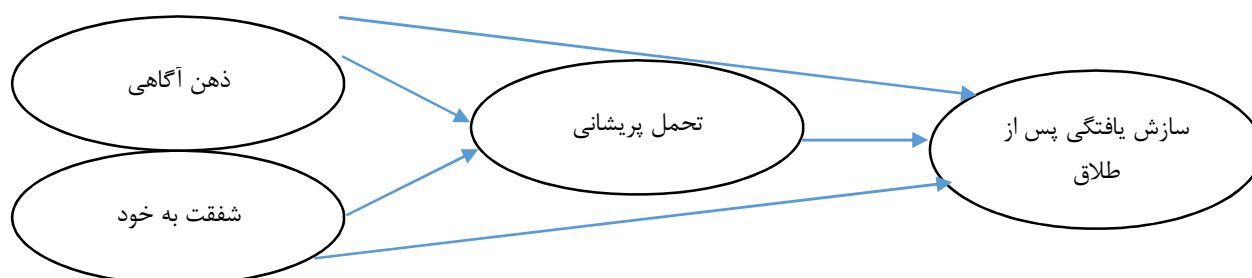 ذهن آگاهی
شفقت به خود
تحمل پریشانی
سازش یافتگی پس از
طلاق